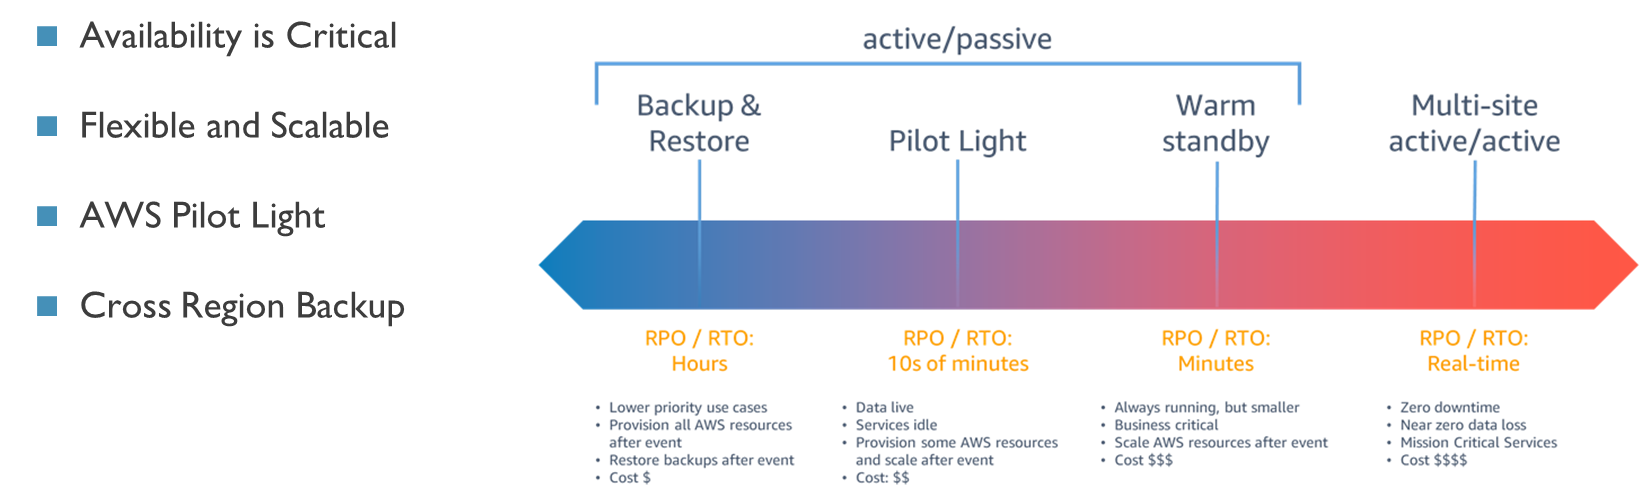 Availability is Critical
Flexible and Scalable
AWS Pilot Light
Cross Region Backup
active/passive
Backup &
Restore
Pilot Light
Warm
standby
Multi-site
active/active
RPO / RTO:
Hours
RPO / RTO:
10s of minutes
RPO / RTO:
Minutes
RPO / RTO:
Real-time
• Lower priority use cases
• Provision all AWS resources
after event
• Restore backups after event
• Cost $
• Data live
• Services idle
• Provision some AWS resources
and scale after event
• Cost: $$
• Always running, but smaller
• Business critical
• Scale AWS resources after event
• Cost $$$
• Zero downtime
• Near zero data loss
• Mission Critical Services
• Cost $$$$